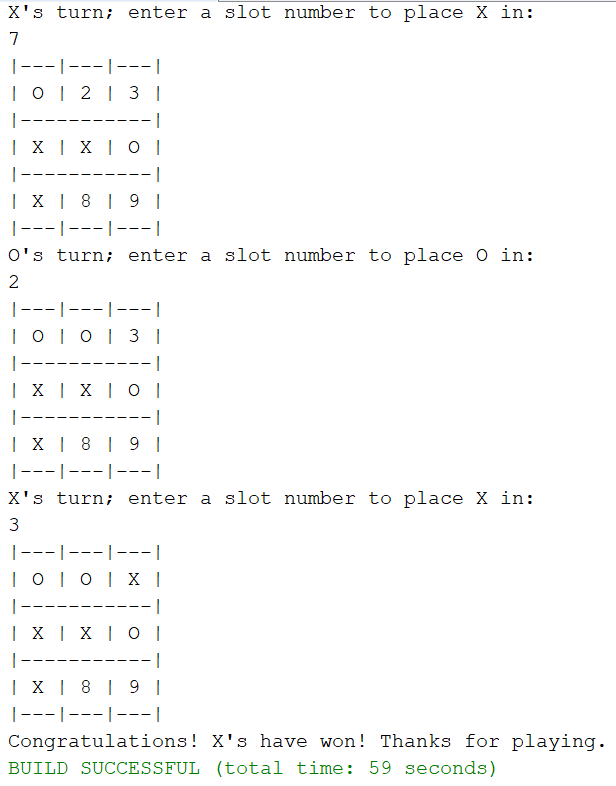 X's turn; enter a slot number to place X in:
7
|---|---|---|
| O | 2 | 3 |
|-----------|
| X | X | O |
|-----------|
| X | 8 | 9 |
|---|---|---|
O's turn; enter a slot number to place O in:
2
|---|---|---|
| O | O | 3 |
|-----------|
| X | X | O |
|-----------|
| X | 8 | 9 |
|---|---|---|
X's turn; enter a slot number to place X in:
3
|---|---|---|
| O | O | X |
|-----------|
| X | X | O |
|-----------|
| X | 8 | 9 |
|---|---|---|
Congratulations! X's have won! Thanks for playing.
BUILD SUCCESSFUL (total time: 59 seconds)